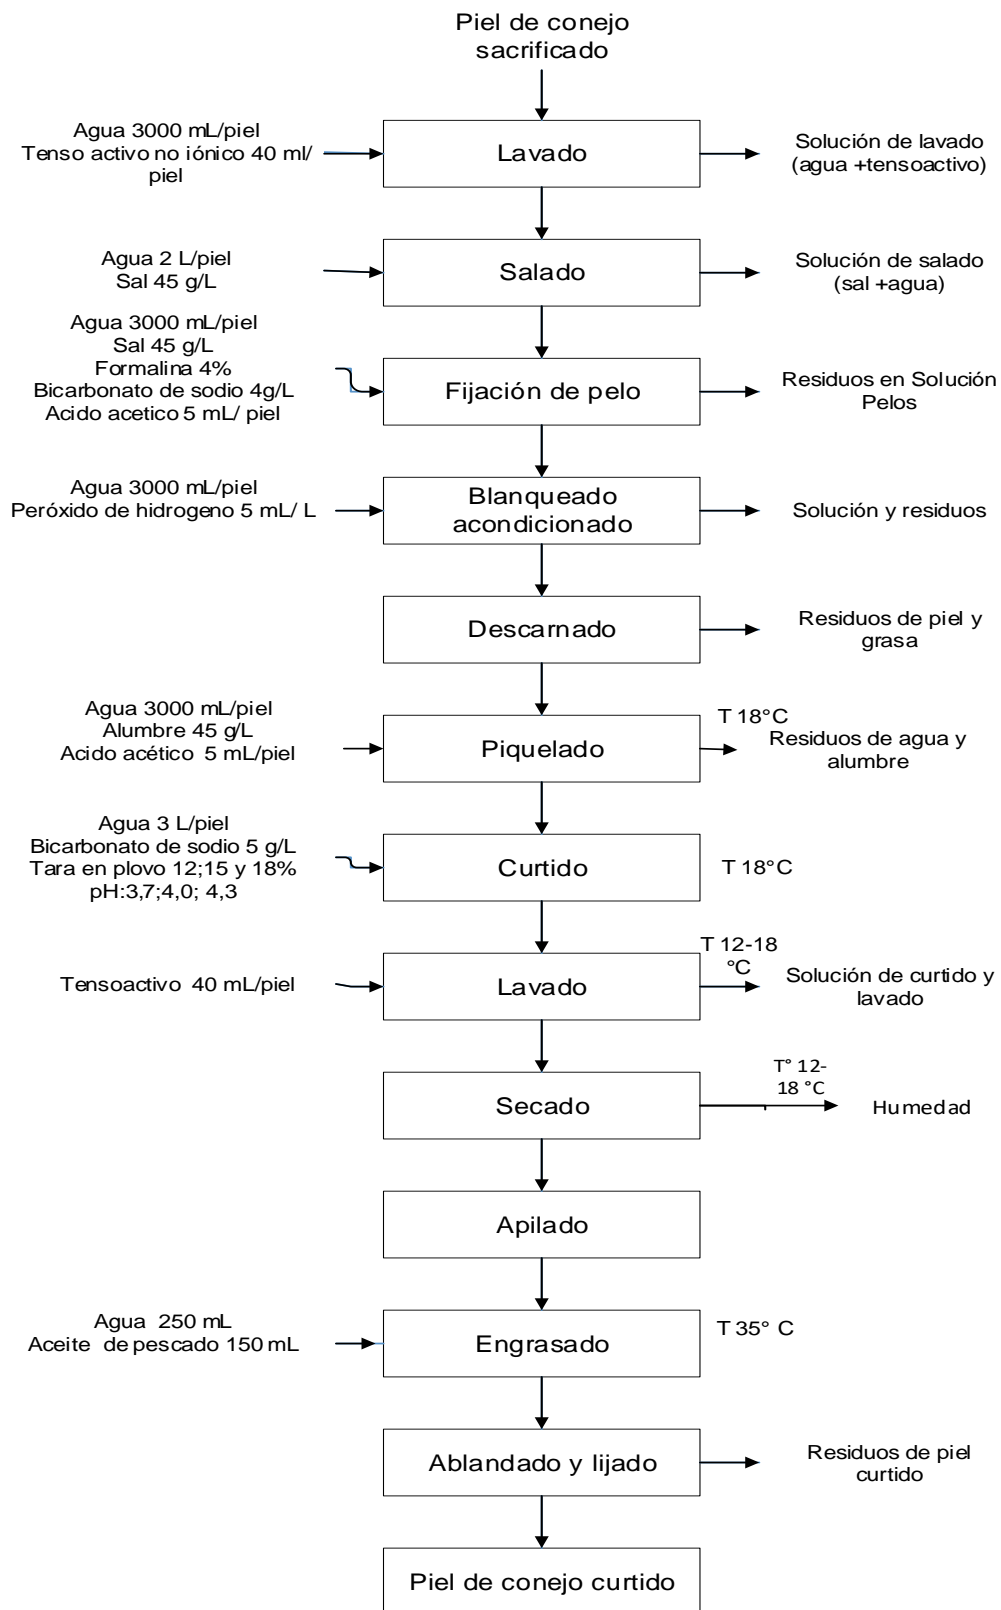 Piel de conejo
sacrificado
Agua 3000 mL/piel
Tenso activo no iónico 40 ml/
piel
Lavado
Solución de lavado
(agua +tensoactivo)
Agua 2 L/piel
Sal 45 g/L
Salado
Solución de salado
(sal +agua)
Agua 3000 mL/piel
Sal 45 g/L
Formalina 4%
Bicarbonato de sodio 4g/L
Acido acetico 5 mL/ piel
Fijación de pelo
Residuos en Solución
Pelos
Agua 3000 mL/piel
Peróxido de hidrogeno 5 mL/ L
Blanqueado
acondicionado
Solución y residuos
Descarnado
Residuos de piel y
grasa
Agua 3000 mL/piel
Alumbre 45 g/L
Acido acético  5 mL/piel
Piquelado
T 18°C
Residuos de agua y
alumbre
Agua 3 L/piel
Bicarbonato de sodio 5 g/L
Tara en plovo 12;15 y 18%
pH:3,7;4,0; 4,3
Curtido
T 18°C
Tensoactivo  40 mL/piel
Lavado
T 12-18
°C
Solución de curtido y
lavado
Secado
T° 12-
18 °C
Humedad
Apilado
Agua  250 mL
Aceite  de pescado 150 mL
Engrasado
T 35° C
Ablandado y lijado
Residuos de piel
curtido
Piel de conejo curtido